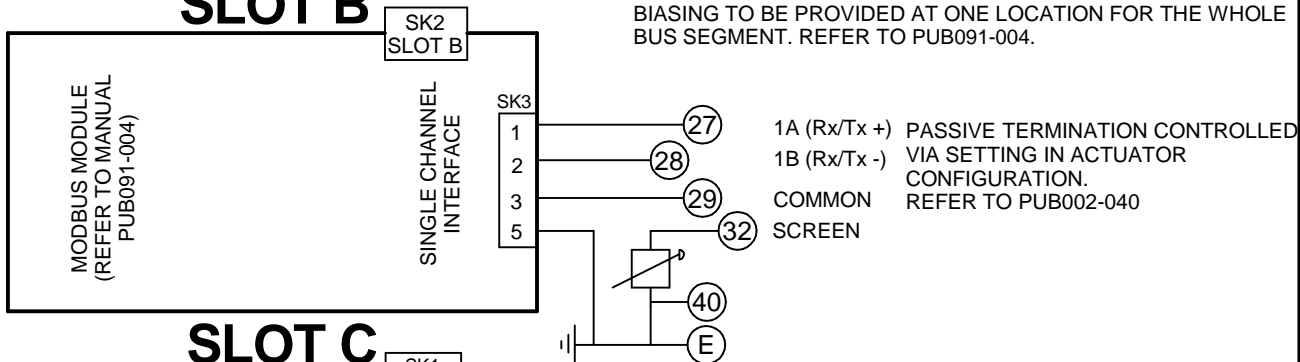 SLOT B
SK2
SLOT B
BIASING TO BE PROVIDED AT ONE LOCATION FOR THE WHOLE
BUS SEGMENT. REFER TO PUB091-004.
MODBUS MODULE
(REFER TO MANUAL
PUB091-004)
SINGLE CHANNEL
INTERFACE
SK3
1
2
3
5
27
28
29
32
40
E
1A (Rx/Tx +)
1B (Rx/Tx -)
COMMON
SCREEN
PASSIVE TERMINATION CONTROLLED
VIA SETTING IN ACTUATOR
CONFIGURATION.
REFER TO PUB002-040
SLOT C
SK1